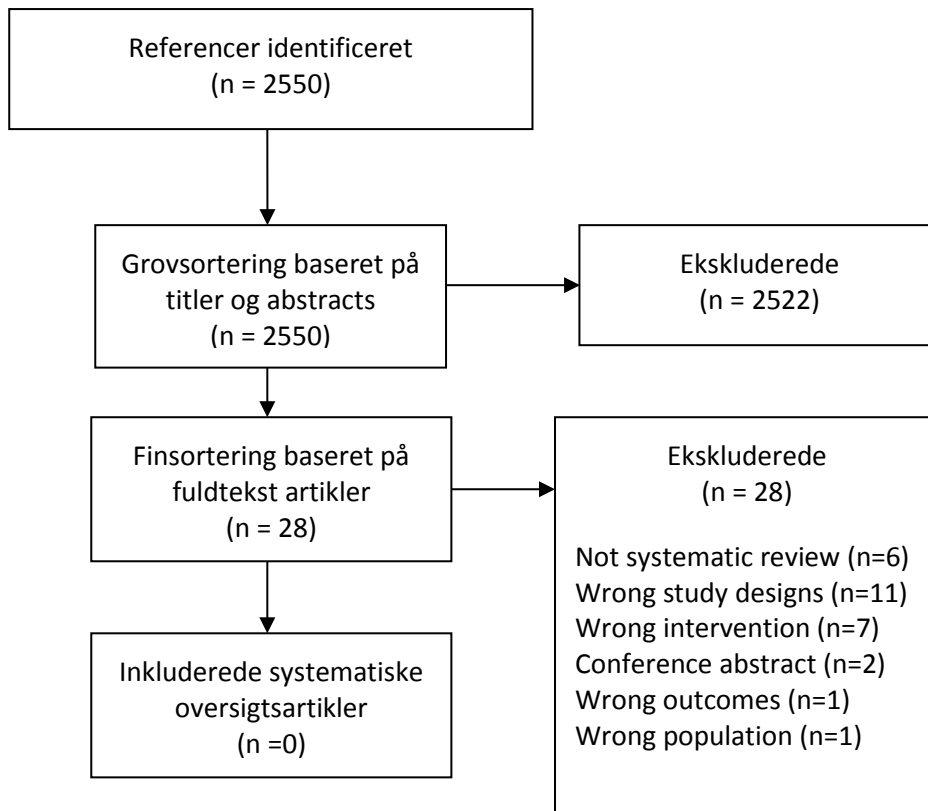 Referencer identificeret
(n = 2550)
Grovsortering baseret på
titler og abstracts
(n = 2550)
Ekskluderede
(n = 2522)
Finsortering baseret på
fuldtekst artikler
(n = 28)
Ekskluderede
(n = 28)
Not systematic review (n=6)
Wrong study designs (n=11)
Wrong intervention (n=7)
Conference abstract (n=2)
Wrong outcomes (n=1)
Wrong population (n=1)
Inkluderede systematiske
oversigtsartikler
(n =0)